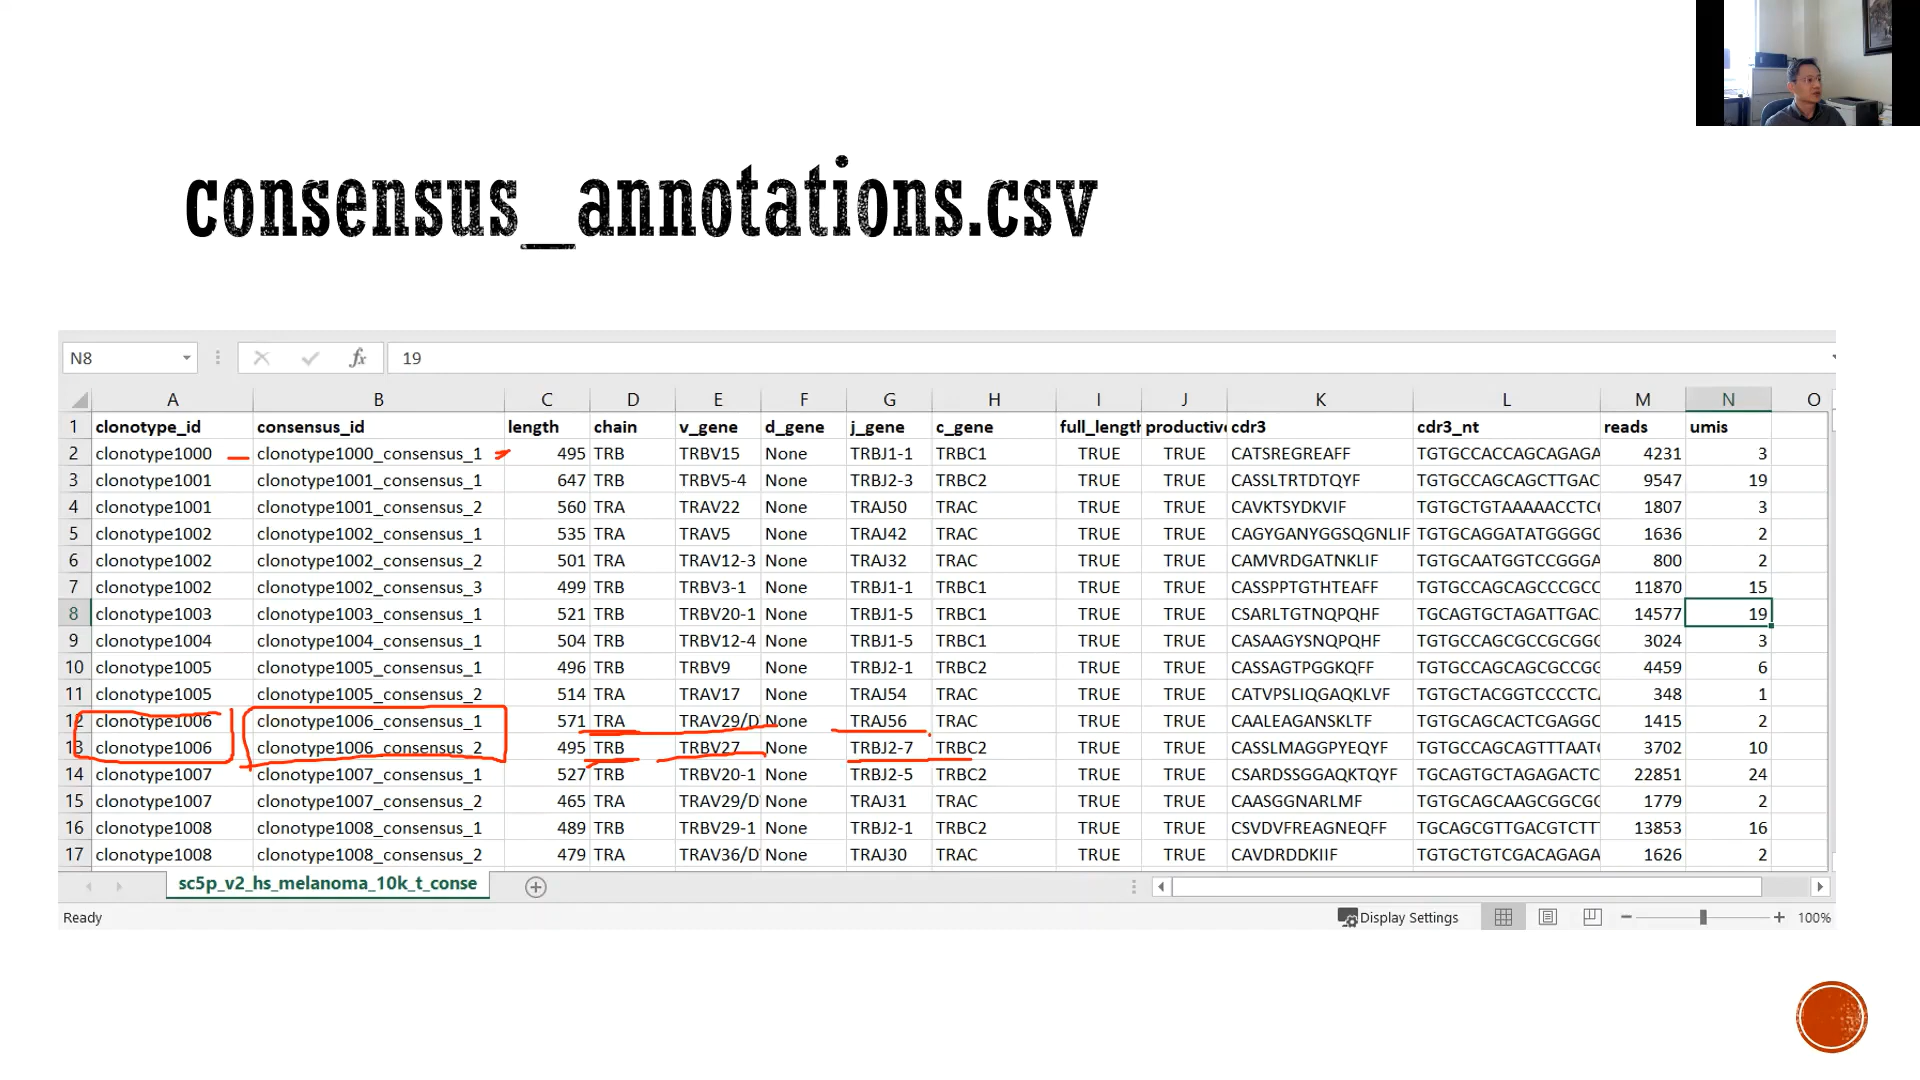 consensus_annotations.csv
N8 fx 19
A B C D E F G H I J K L M N O
1 clonotype_id consensus_id length chain v_gene d_gene j_gene c_gene full_length productive cdr3 cdr3_nt reads umis
2 clonotype1000 clonotype1000_consensus_1 495 TRB TRBV15 None TRBJ1-1 TRBC1 TRUE TRUE CATSREGREAFF TGTGCCACCAGCAGAGA 4231 3
3 clonotype1001 clonotype1001_consensus_1 647 TRB TRBV5-4 None TRBJ2-3 TRBC2 TRUE TRUE CASSLTRTDTQYF TGTGCCAGCAGCTTGAC 9547 19
4 clonotype1001 clonotype1001_consensus_2 560 TRA TRAV22 None TRAJ50 TRAC TRUE TRUE CAVKTSYDKVIF TGTGCTGTAAAAACCTC 1807 3
5 clonotype1002 clonotype1002_consensus_1 535 TRA TRAV5 None TRAJ42 TRAC TRUE TRUE CAGYGANYGGSQGNLIF TGTGCAGGATATGGGGC 1636 2
6 clonotype1002 clonotype1002_consensus_2 501 TRA TRAV12-3 None TRAJ32 TRAC TRUE TRUE CAMVRDGATNKLIF TGTGCAATGGTCCGGGA 800 2
7 clonotype1002 clonotype1002_consensus_3 499 TRB TRBV3-1 None TRBJ1-1 TRBC1 TRUE TRUE CASSPPTGTHTEAFF TGTGCCAGCAGCCCGCC 11870 15
8 clonotype1003 clonotype1003_consensus_1 521 TRB TRBV20-1 None TRBJ1-5 TRBC1 TRUE TRUE CSARLTGTNQPQHF TGCAGTGCTAGATTGAC 14577 19
9 clonotype1004 clonotype1004_consensus_1 504 TRB TRBV12-4 None TRBJ1-5 TRBC1 TRUE TRUE CASAAGYSNQPQHF TGTGCCAGCGCCGCGGG 3024 3
10 clonotype1005 clonotype1005_consensus_1 496 TRB TRBV9 None TRBJ2-1 TRBC2 TRUE TRUE CASSAGTPGGKQFF TGTGCCAGCAGCGCCGG 4459 6
11 clonotype1005 clonotype1005_consensus_2 514 TRA TRAV17 None TRAJ54 TRAC TRUE TRUE CATVPSLIQGAQKLVF TGTGCTACGGTCCCCTC 348 1
12 clonotype1006 clonotype1006_consensus_1 571 TRA TRAV29/D None TRAJ56 TRAC TRUE TRUE CAALEAGANSKLTF TGTGCAGCACTCGAGGC 1415 2
13 clonotype1006 clonotype1006_consensus_2 495 TRB TRBV27 None TRBJ2-7 TRBC2 TRUE TRUE CASSLMAGGPYEQYF TGTGCCAGCAGTTTAAT 3702 10
14 clonotype1007 clonotype1007_consensus_1 527 TRB TRBV20-1 None TRBJ2-5 TRBC2 TRUE TRUE CSARDSSGGAQKTQYF TGCAGTGCTAGAGACTC 22851 24
15 clonotype1007 clonotype1007_consensus_2 465 TRA TRAV29/D None TRAJ31 TRAC TRUE TRUE CAASGGNARLMF TGTGCAGCAAGCGGCG 1779 2
16 clonotype1008 clonotype1008_consensus_1 489 TRB TRBV29-1 None TRBJ2-1 TRBC2 TRUE TRUE CSVDVFREAGNEQFF TGCAGCGTTGACGTCTT 13853 16
17 clonotype1008 clonotype1008_consensus_2 479 TRA TRAV36/D None TRAJ30 TRAC TRUE TRUE CAVDRDDKIIF TGTGCTGTCGACAGAGA 1626 2
sc5p_v2_hs_melanoma_10k_t_conse
Ready Display Settings 100%